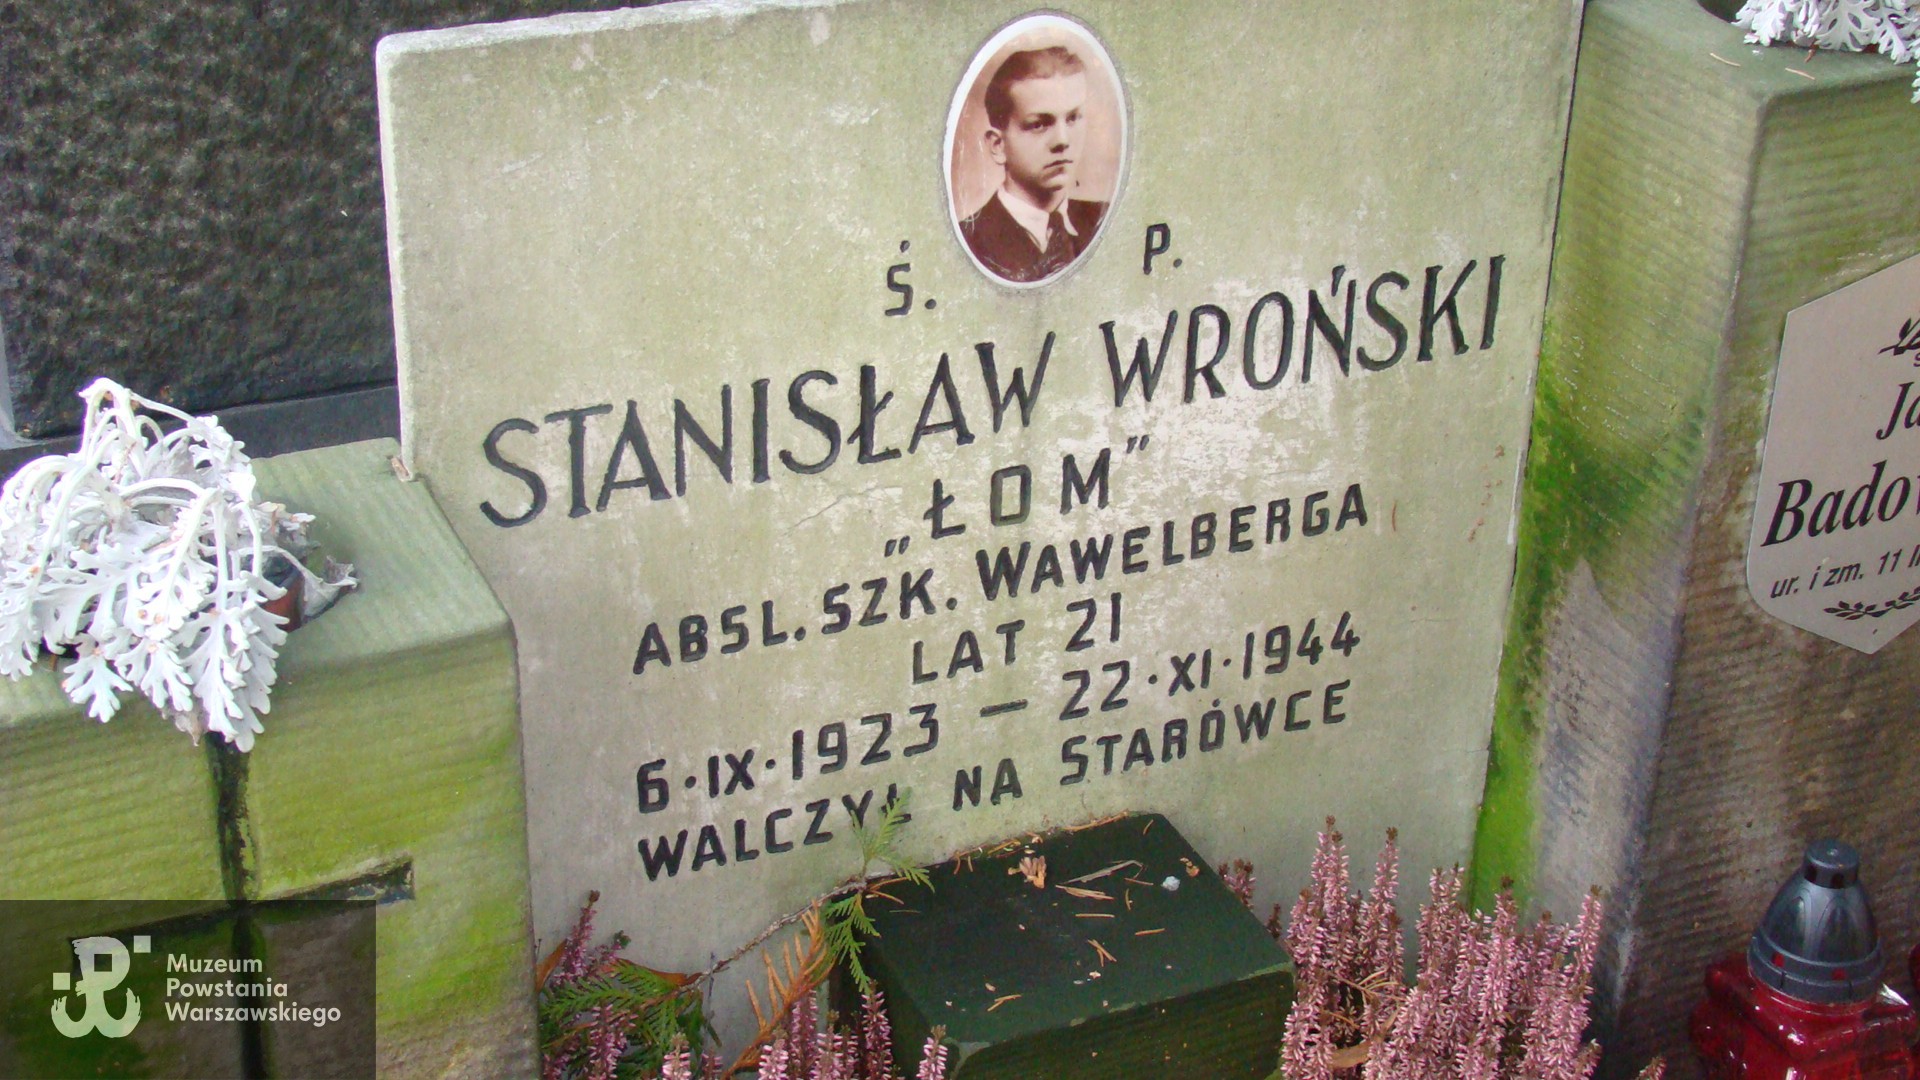 Ś. P.
STANISŁAW WROŃSKI
„ŁOM”
ABSL. SZK. WAWELBERGA
LAT 21
6·IX·1923 — 22·XI·1944
WALCZYŁ NA STARÓWCE
ur. i zm. 11
Muzeum
Powstania
Warszawskiego